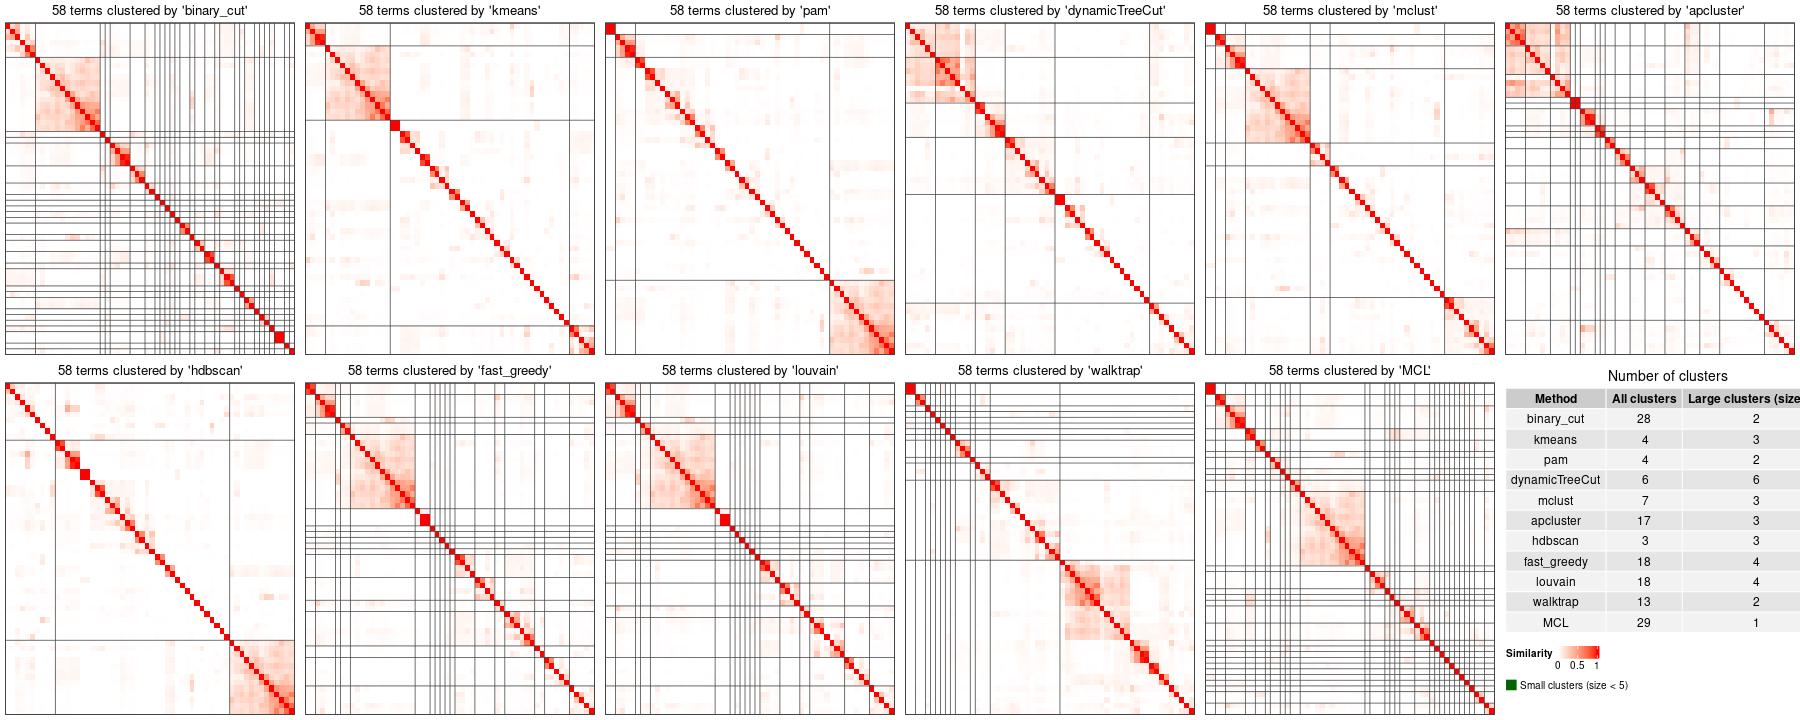 58 terms clustered by 'binary_cut'
58 terms clustered by 'kmeans'
58 terms clustered by 'pam'
58 terms clustered by 'dynamicTreeCut'
58 terms clustered by 'mclust'
58 terms clustered by 'apcluster'
58 terms clustered by 'hdbscan'
58 terms clustered by 'fast_greedy'
58 terms clustered by 'louvain'
58 terms clustered by 'walktrap'
58 terms clustered by 'MCL'
Number of clusters
Method All clusters Large clusters (size
binary_cut 28 2
kmeans 4 3
pam 4 2
dynamicTreeCut 6 6
mclust 7 3
apcluster 17 3
hdbscan 3 3
fast_greedy 18 4
louvain 18 4
walktrap 13 2
MCL 29 1
Similarity
0 0.5 1
Small clusters (size < 5)